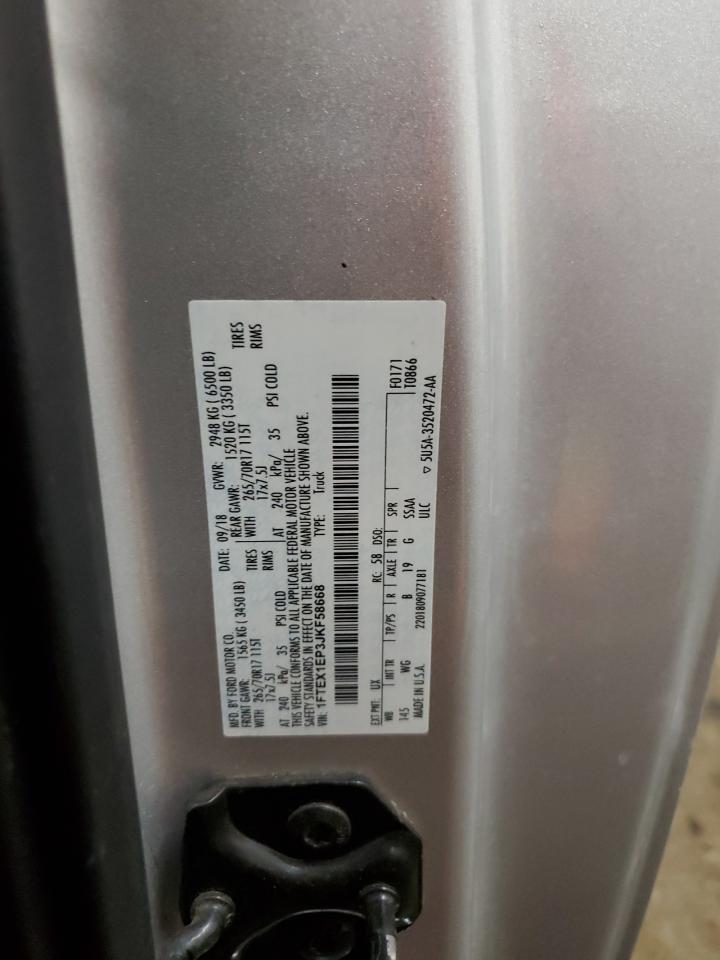 MFD. BY FORD MOTOR CO.
DATE: 09/18 GVWR: 2948 KG ( 6500 LB)
FRONT GAWR: 1565 KG ( 3450 LB) REAR GAWR: 1520 KG ( 3350 LB)
WITH 265/70R17 115T TIRES WITH 265/70R17 115T TIRES
17x7.5J RIMS 17x7.5J RIMS
AT 240 kPa/ 35 PSI COLD AT 240 kPa/ 35 PSI COLD
THIS VEHICLE CONFORMS TO ALL APPLICABLE FEDERAL MOTOR VEHICLE
SAFETY STANDARDS IN EFFECT ON THE DATE OF MANUFACTURE SHOWN ABOVE.
VIN: 1FTEX1EP3JKF58668 TYPE: Truck
EXT PNT: UX RC: 58 DSO: F0171
WB INT TR TP/PS R AXLE TR SPR T0866
145 WG B 19 G SSAA
MADE IN U.S.A. 2201809077181 ULC 5U5A-3520472-AA